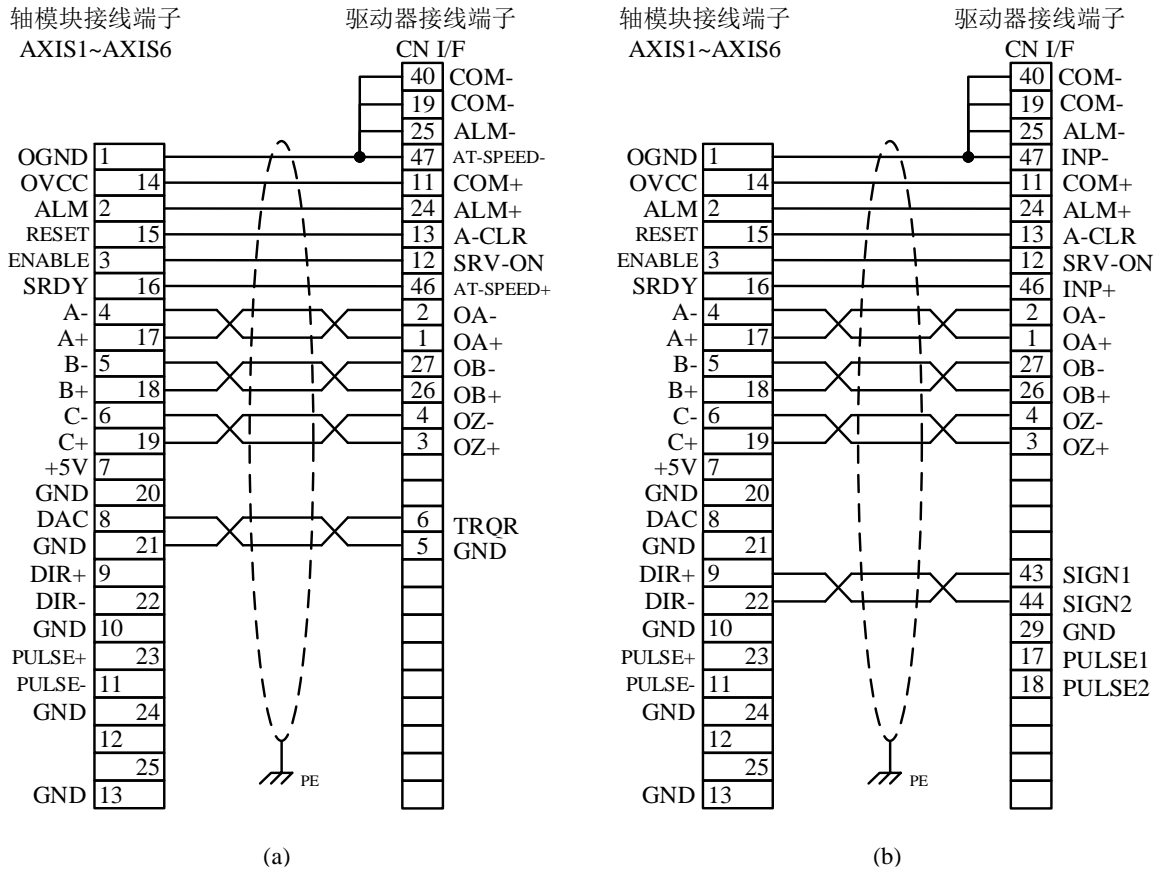 轴模块接线端子 驱动器接线端子
AXIS1~AXIS6 CN I/F
40 COM-
19 COM-
25 ALM-
OGND 1 47 AT-SPEED-
OVCC 14 11 COM+
ALM 2 24 ALM+
RESET 15 13 A-CLR
ENABLE 3 12 SRV-ON
SRDY 16 46 AT-SPEED+
A- 4 2 OA-
A+ 17 1 OA+
B- 5 27 OB-
B+ 18 26 OB+
C- 6 4 OZ-
C+ 19 3 OZ+
+5V 7
GND 20
DAC 8 6 TRQR
GND 21 5 GND
DIR+ 9
DIR- 22
GND 10
PULSE+ 23
PULSE- 11
GND 24
12
25
GND 13
PE
(a)
轴模块接线端子 驱动器接线端子
AXIS1~AXIS6 CN I/F
40 COM-
19 COM-
25 ALM-
OGND 1 47 INP-
OVCC 14 11 COM+
ALM 2 24 ALM+
RESET 15 13 A-CLR
ENABLE 3 12 SRV-ON
SRDY 16 46 INP+
A- 4 2 OA-
A+ 17 1 OA+
B- 5 27 OB-
B+ 18 26 OB+
C- 6 4 OZ-
C+ 19 3 OZ+
+5V 7
GND 20
DAC 8
GND 21
DIR+ 9 43 SIGN1
DIR- 22 44 SIGN2
GND 10 29 GND
PULSE+ 23 17 PULSE1
PULSE- 11 18 PULSE2
GND 24
12
25
GND 13
PE
(b)